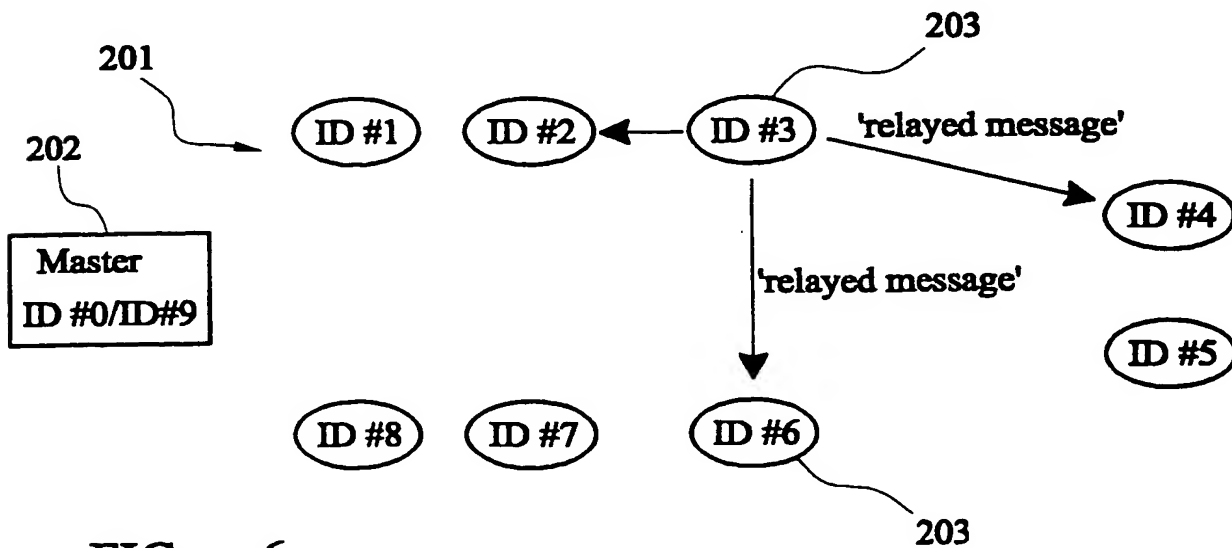 203
201
ID #1
ID #2
ID #3
'relayed message'
202
ID #4
Master
ID #0/ID#9
'relayed message'
ID #5
ID #8
ID #7
ID #6
203